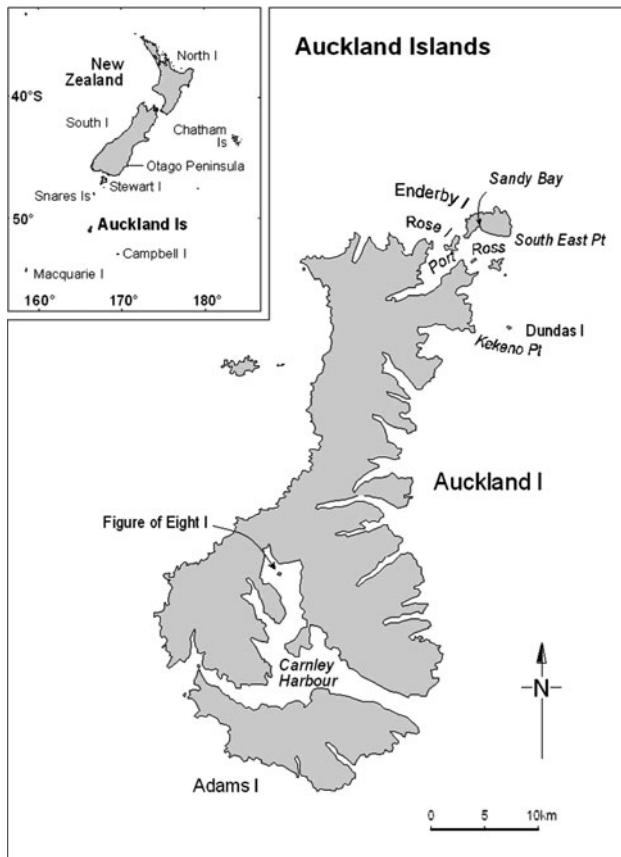 Auckland Islands
New
Zealand
North I
40°S
South I
Chatham
Is
Otago Peninsula
Stewart I
Snares Is
Auckland Is
50°
Campbell I
Macquarie I
160°
170°
180°
Sandy Bay
Enderby I
Rose I
South East Pt
Port Ross
Dundas I
Kekeno Pt
Auckland I
Figure of Eight I
Carnley
Harbour
N
Adams I
0 5 10km